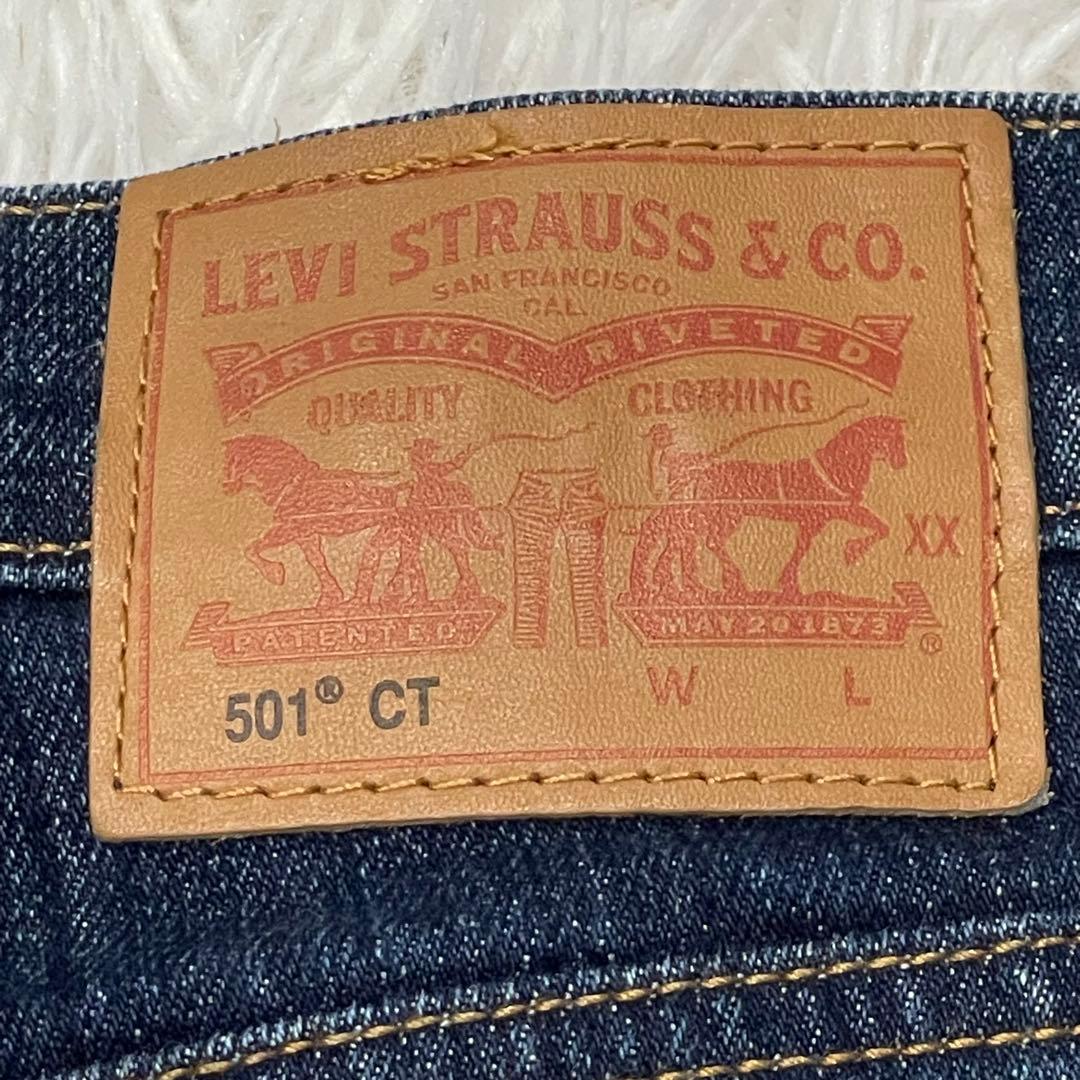 LEVI STRAUSS & CO.
SAN FRANCISCO
CAL.
ORIGINAL RIVETED
QUALITY CLOTHING
XX
PATENTED MAY 20 1873 ®
501® CT W L